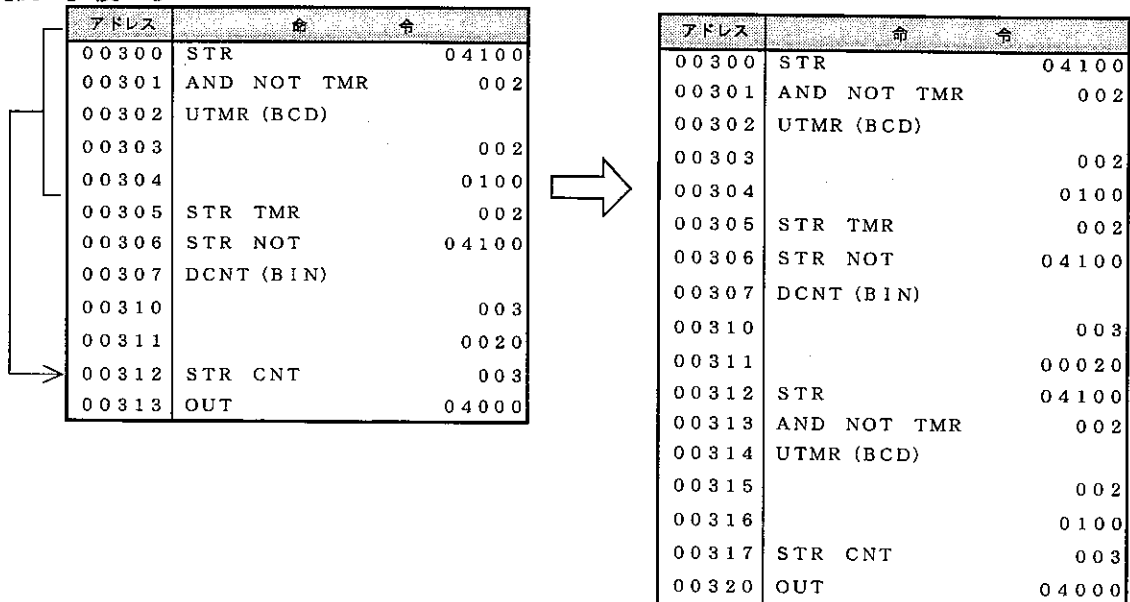 アドレス 命 令
00300 STR 04100
00301 AND NOT TMR 002
00302 UTMR (BCD)
00303 002
00304 0100
00305 STR TMR 002
00306 STR NOT 04100
00307 DCNT (BIN)
00310 003
00311 0020
00312 STR CNT 003
00313 OUT 04000
アドレス 命 令
00300 STR 04100
00301 AND NOT TMR 002
00302 UTMR (BCD)
00303 002
00304 0100
00305 STR TMR 002
00306 STR NOT 04100
00307 DCNT (BIN)
00310 003
00311 00020
00312 STR 04100
00313 AND NOT TMR 002
00314 UTMR (BCD)
00315 002
00316 0100
00317 STR CNT 003
00320 OUT 04000